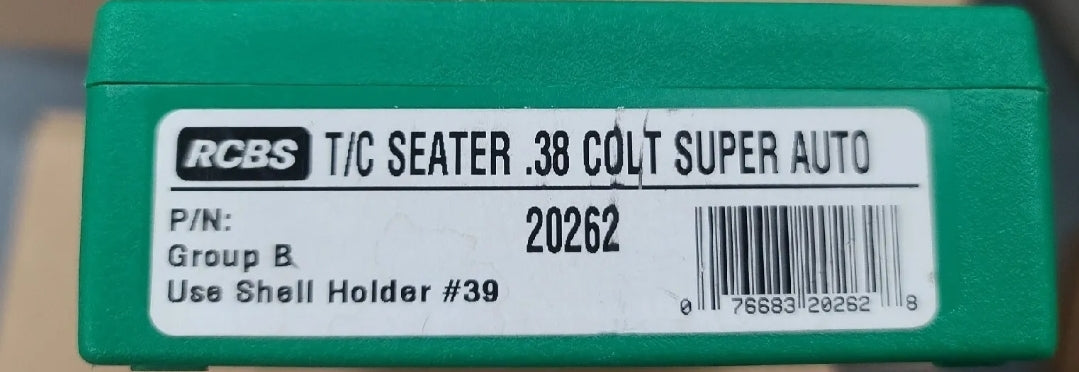 RCBS T/C SEATER .38 COLT SUPER AUTO
P/N: 20262
Group B
Use Shell Holder #39
0 76683 20262 8